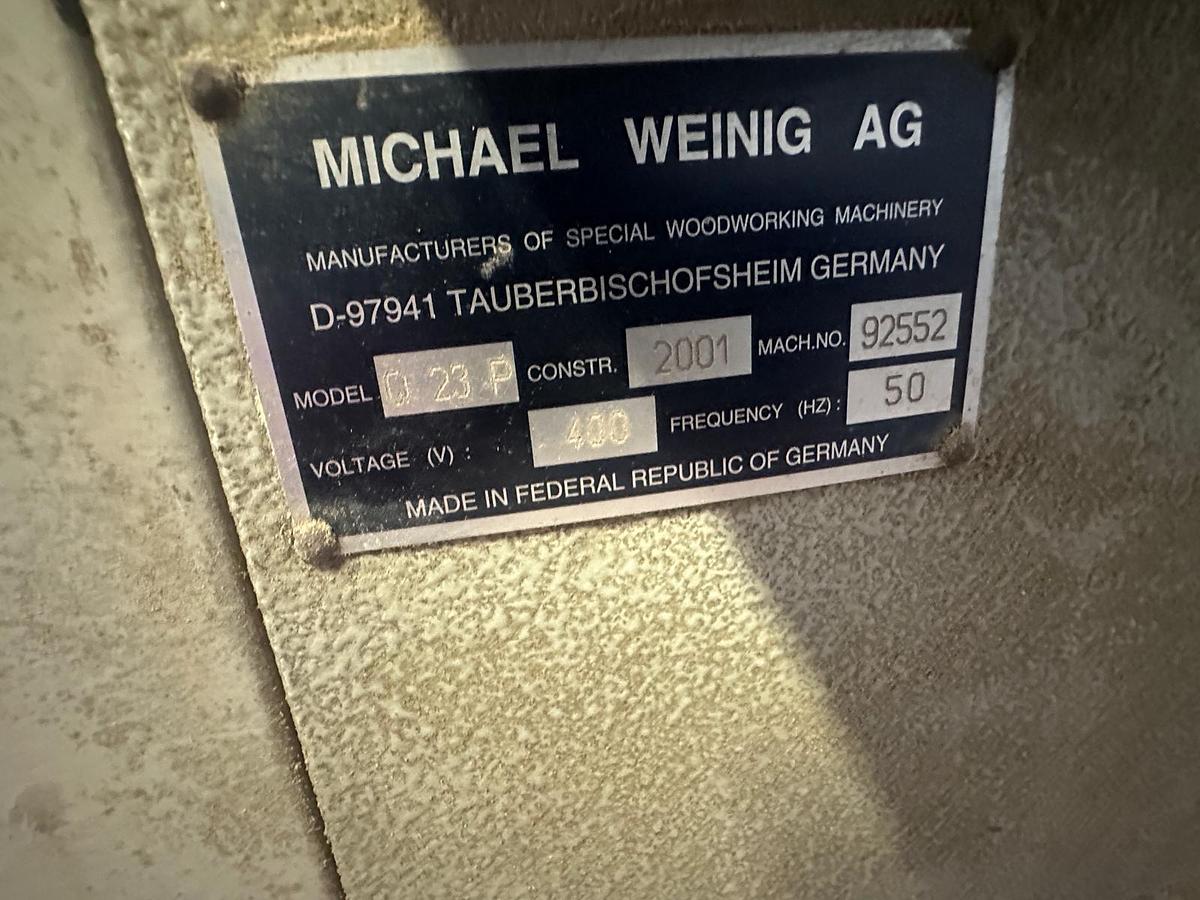 MICHAEL WEINIG AG
MANUFACTURERS OF SPECIAL WOODWORKING MACHINERY
D-97941 TAUBERBISCHOFSHEIM GERMANY
MODEL Q 23 P CONSTR. 2001 MACH.NO. 92552
VOLTAGE (V) : 400 FREQUENCY (HZ) : 50
MADE IN FEDERAL REPUBLIC OF GERMANY